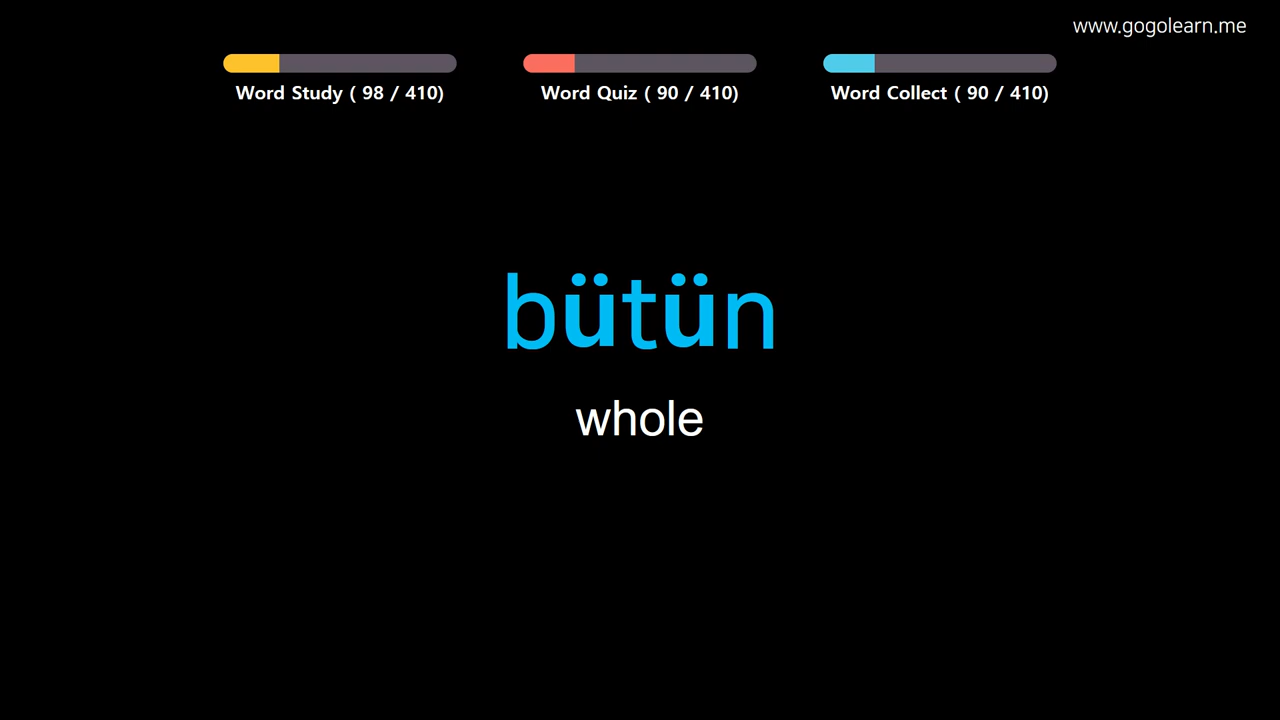 www.gogolearn.me
Word Study ( 98 / 410)
Word Quiz ( 90 / 410)
Word Collect ( 90 / 410)
bütün
whole